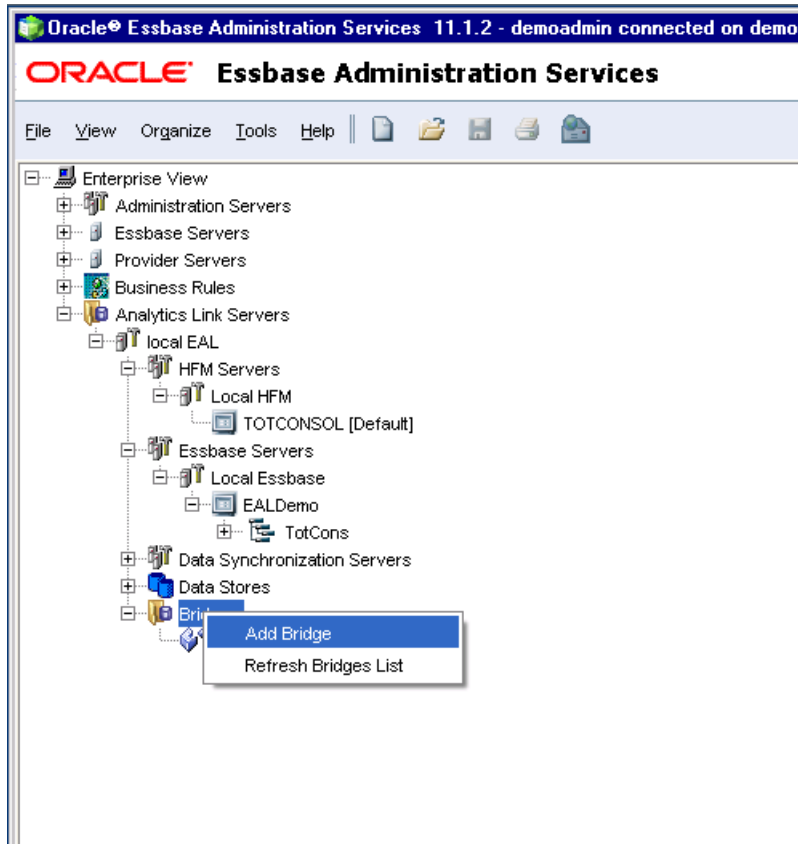 Oracle® Essbase Administration Services 11.1.2 - demoadmin connected on demo
ORACLE® Essbase Administration Services
File View Organize Tools Help
Enterprise View
Administration Servers
Essbase Servers
Provider Servers
Business Rules
Analytics Link Servers
local EAL
HFM Servers
Local HFM
TOTCONSOL [Default]
Essbase Servers
Local Essbase
EALDemo
TotCons
Data Synchronization Servers
Data Stores
Add Bridge
Refresh Bridges List